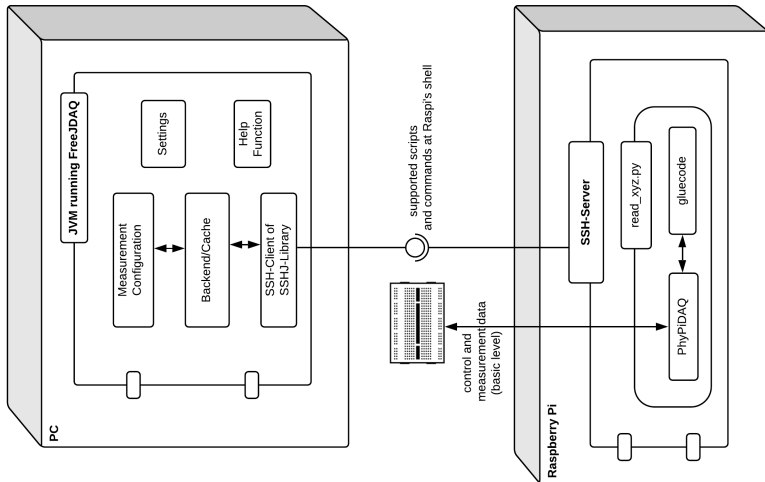 PC
JVM running FreeJDAQ
Measurement
Configuration
Backend/Cache
SSH-Client of
SSHJ-Library
Settings
Help
Function
supported scripts
and commands at Raspi's shell
control and
measurement data
(basic level)
Raspberry Pi
SSH-Server
read_xyz.py
PhyPiDAQ
gluecode